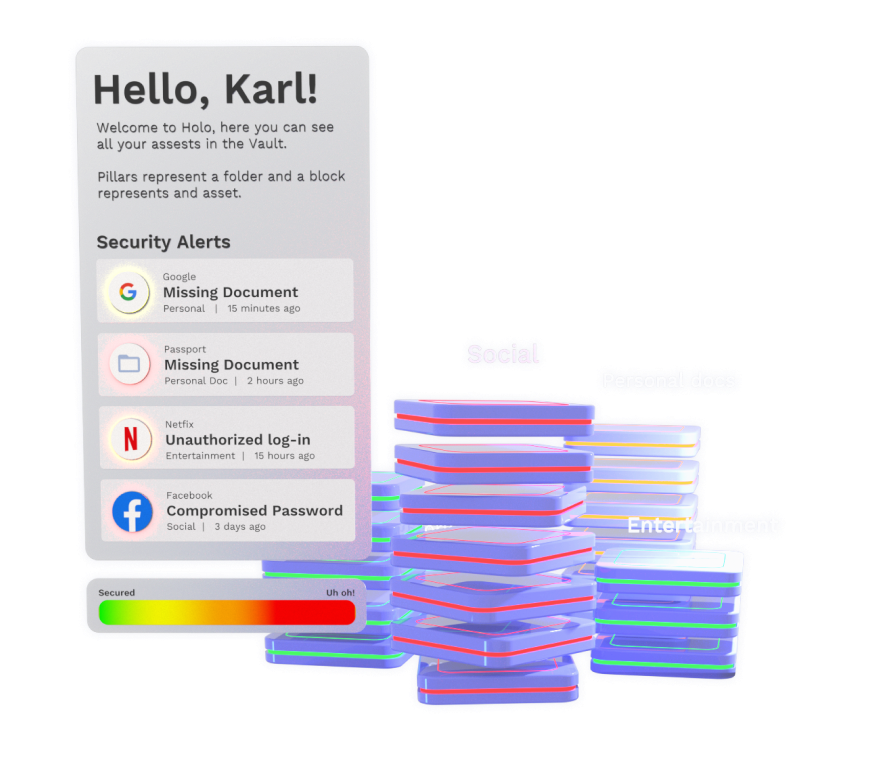 Hello, Karl!
Welcome to Holo, here you can see
all your assests in the Vault.
Pillars represent a folder and a block
represents and asset.
Security Alerts
Google
Missing Document
Personal | 15 minutes ago
Passport
Missing Document
Personal Doc | 2 hours ago
Netfix
Unauthorized log-in
Entertainment | 15 hours ago
Facebook
Compromised Password
Social | 3 days ago
Secured
Uh oh!
Social
Personal
Entertainment